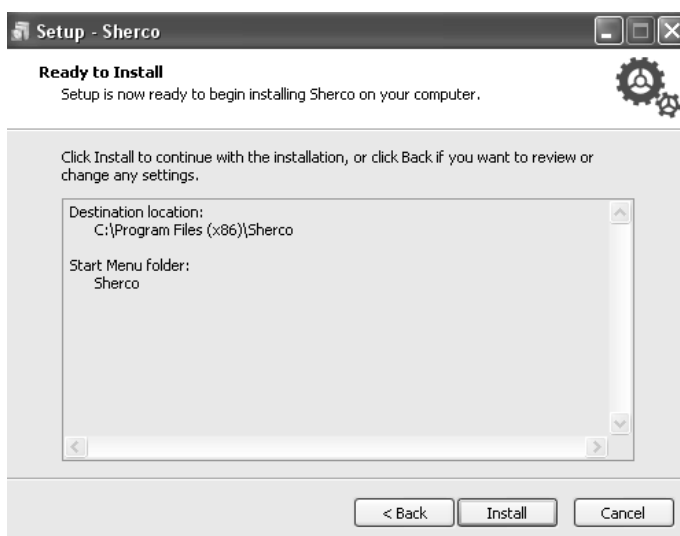 Setup - Sherco
Ready to Install
Setup is now ready to begin installing Sherco on your computer.
Click Install to continue with the installation, or click Back if you want to review or
change any settings.
Destination location:
C:\Program Files (x86)\Sherco
Start Menu folder:
Sherco
< Back
Install
Cancel